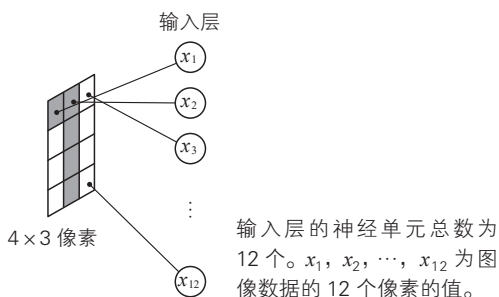 输入层
x1
x2
x3
⋮
x12
4×3 像素
输入层的神经单元总数为
12 个。x1，x2，⋯，x12 为图
像数据的 12 个像素的值。